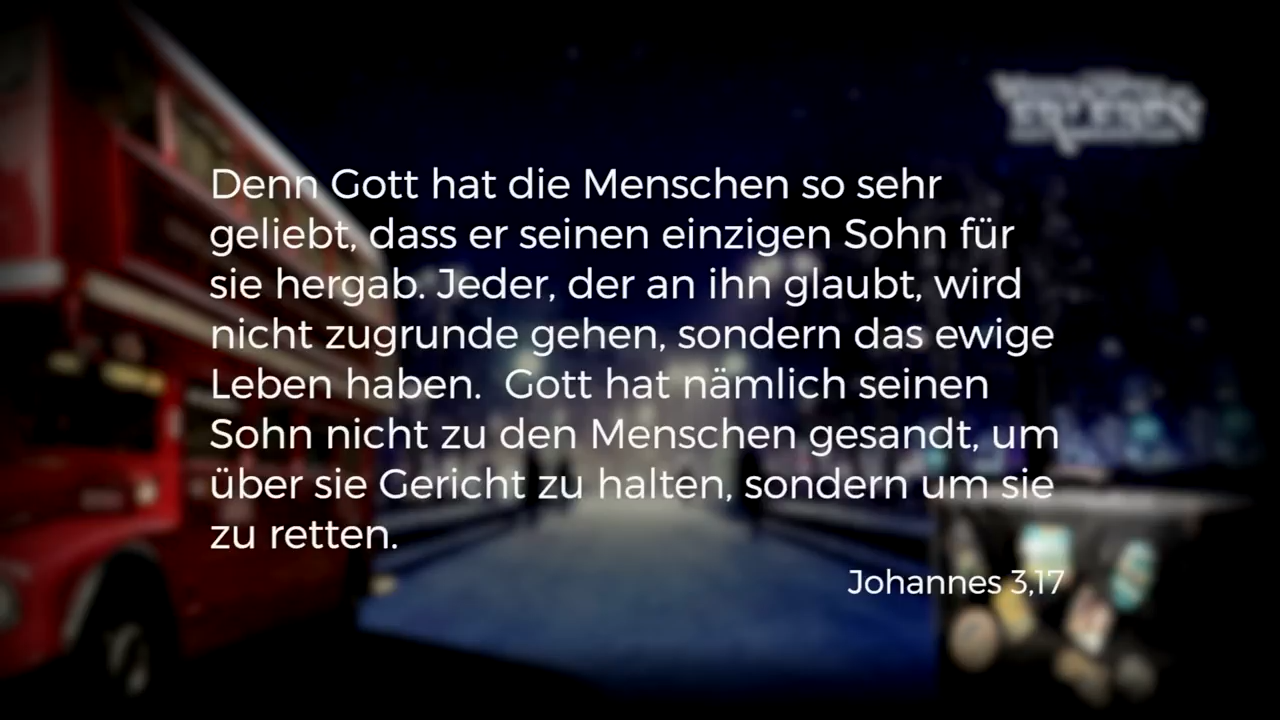 Denn Gott hat die Menschen so sehr
geliebt, dass er seinen einzigen Sohn für
sie hergab. Jeder, der an ihn glaubt, wird
nicht zugrunde gehen, sondern das ewige
Leben haben.  Gott hat nämlich seinen
Sohn nicht zu den Menschen gesandt, um
über sie Gericht zu halten, sondern um sie
zu retten.
Johannes 3,17